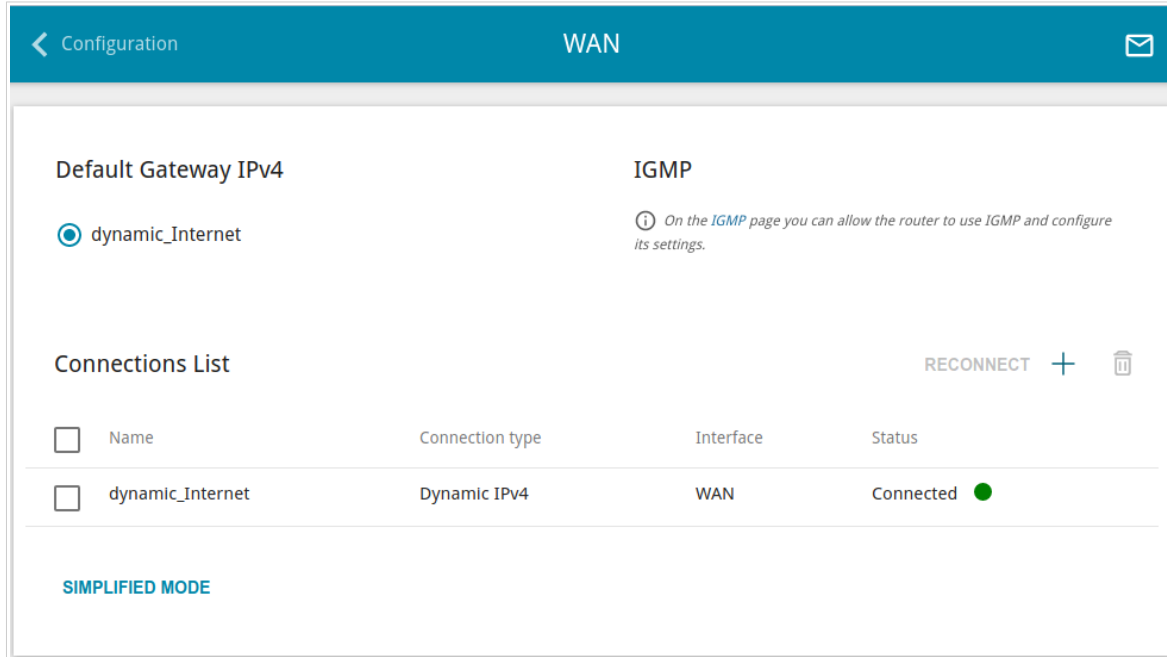 Configuration
WAN
Default Gateway IPv4
dynamic_Internet
IGMP
On the IGMP page you can allow the router to use IGMP and configure
its settings.
Connections List
RECONNECT
Name Connection type Interface Status
dynamic_Internet Dynamic IPv4 WAN Connected
SIMPLIFIED MODE